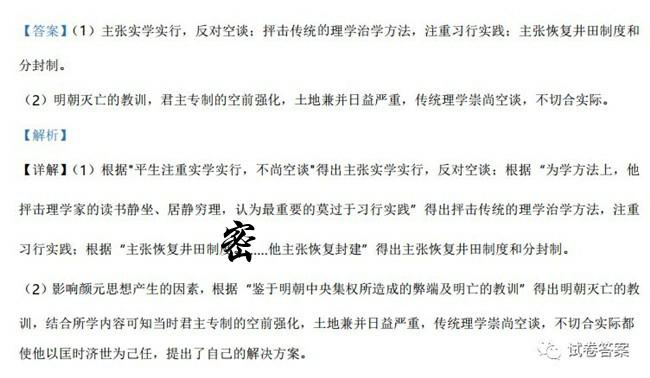 【答案】（1）主张实学实行，反对空谈；抨击传统的理学治学方法，注重习行实践；主张恢复井田制度和
分封制。
（2）明朝灭亡的教训，君主专制的空前强化，土地兼并日益严重，传统理学崇尚空谈，不切合实际。
【解析】
【详解】（1）根据"平生注重实学实行，不尚空谈"得出主张实学实行，反对空谈；根据“为学方法上，他
抨击理学家的读书静坐、居静穷理，认为最重要的莫过于习行实践”得出抨击传统的理学治学方法，注重
习行实践；根据“主张恢复井田制度……他主张恢复封建”得出主张恢复井田制度和分封制。
密
（2）影响颜元思想产生的因素，根据“鉴于明朝中央集权所造成的弊端及明亡的教训”得出明朝灭亡的教
训，结合所学内容可知当时君主专制的空前强化，土地兼并日益严重，传统理学崇尚空谈，不切合实际都
使他以匡时济世为己任，提出了自己的解决方案。
试卷答案